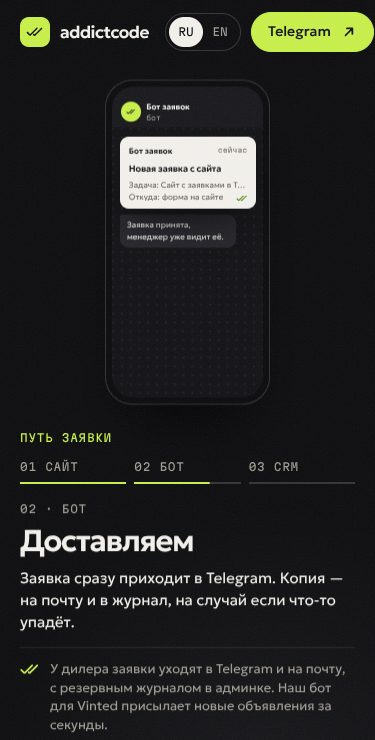 addictcode
RU EN
Telegram
Бот заявок
бот
Бот заявок сейчас
Новая заявка с сайта
Задача: Сайт с заявками в Т...
Откуда: форма на сайте
Заявка принята,
менеджер уже видит её.
ПУТЬ ЗАЯВКИ
01 САЙТ 02 БОТ 03 CRM
02 · БОТ
Доставляем
Заявка сразу приходит в Telegram. Копия —
на почту и в журнал, на случай если что-то
упадёт.
У дилера заявки уходят в Telegram и на почту,
с резервным журналом в админке. Наш бот
для Vinted присылает новые объявления за
секунды.